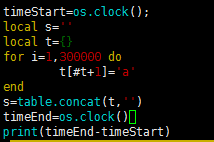 timeStart=os.clock();
local s=''
local t={}
for i=1,300000 do
        t[#t+1]='a'
end
s=table.concat(t,'')
timeEnd=os.clock()
print(timeEnd-timeStart)